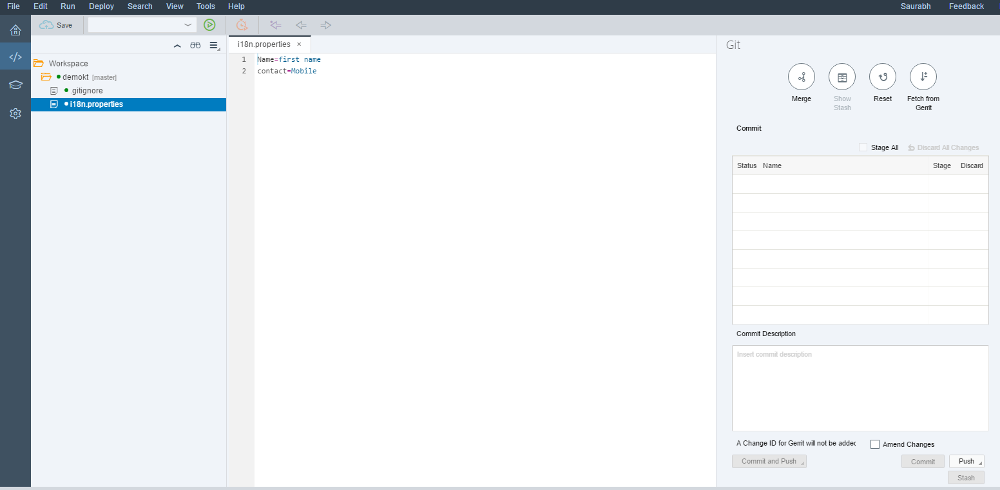 File Edit Run Deploy Search View Tools Help Saurabh Feedback
Save
i18n.properties ×
Workspace
demokt [master]
.gitignore
i18n.properties
1 Name=first name
2 contact=Mobile
Git
Merge
Show Stash
Reset
Fetch from Gerrit
Commit
Stage All Discard All Changes
Status Name Stage Discard
Commit Description
Insert commit description
A Change ID for Gerrit will not be added
Amend Changes
Commit and Push Commit Push
Stash